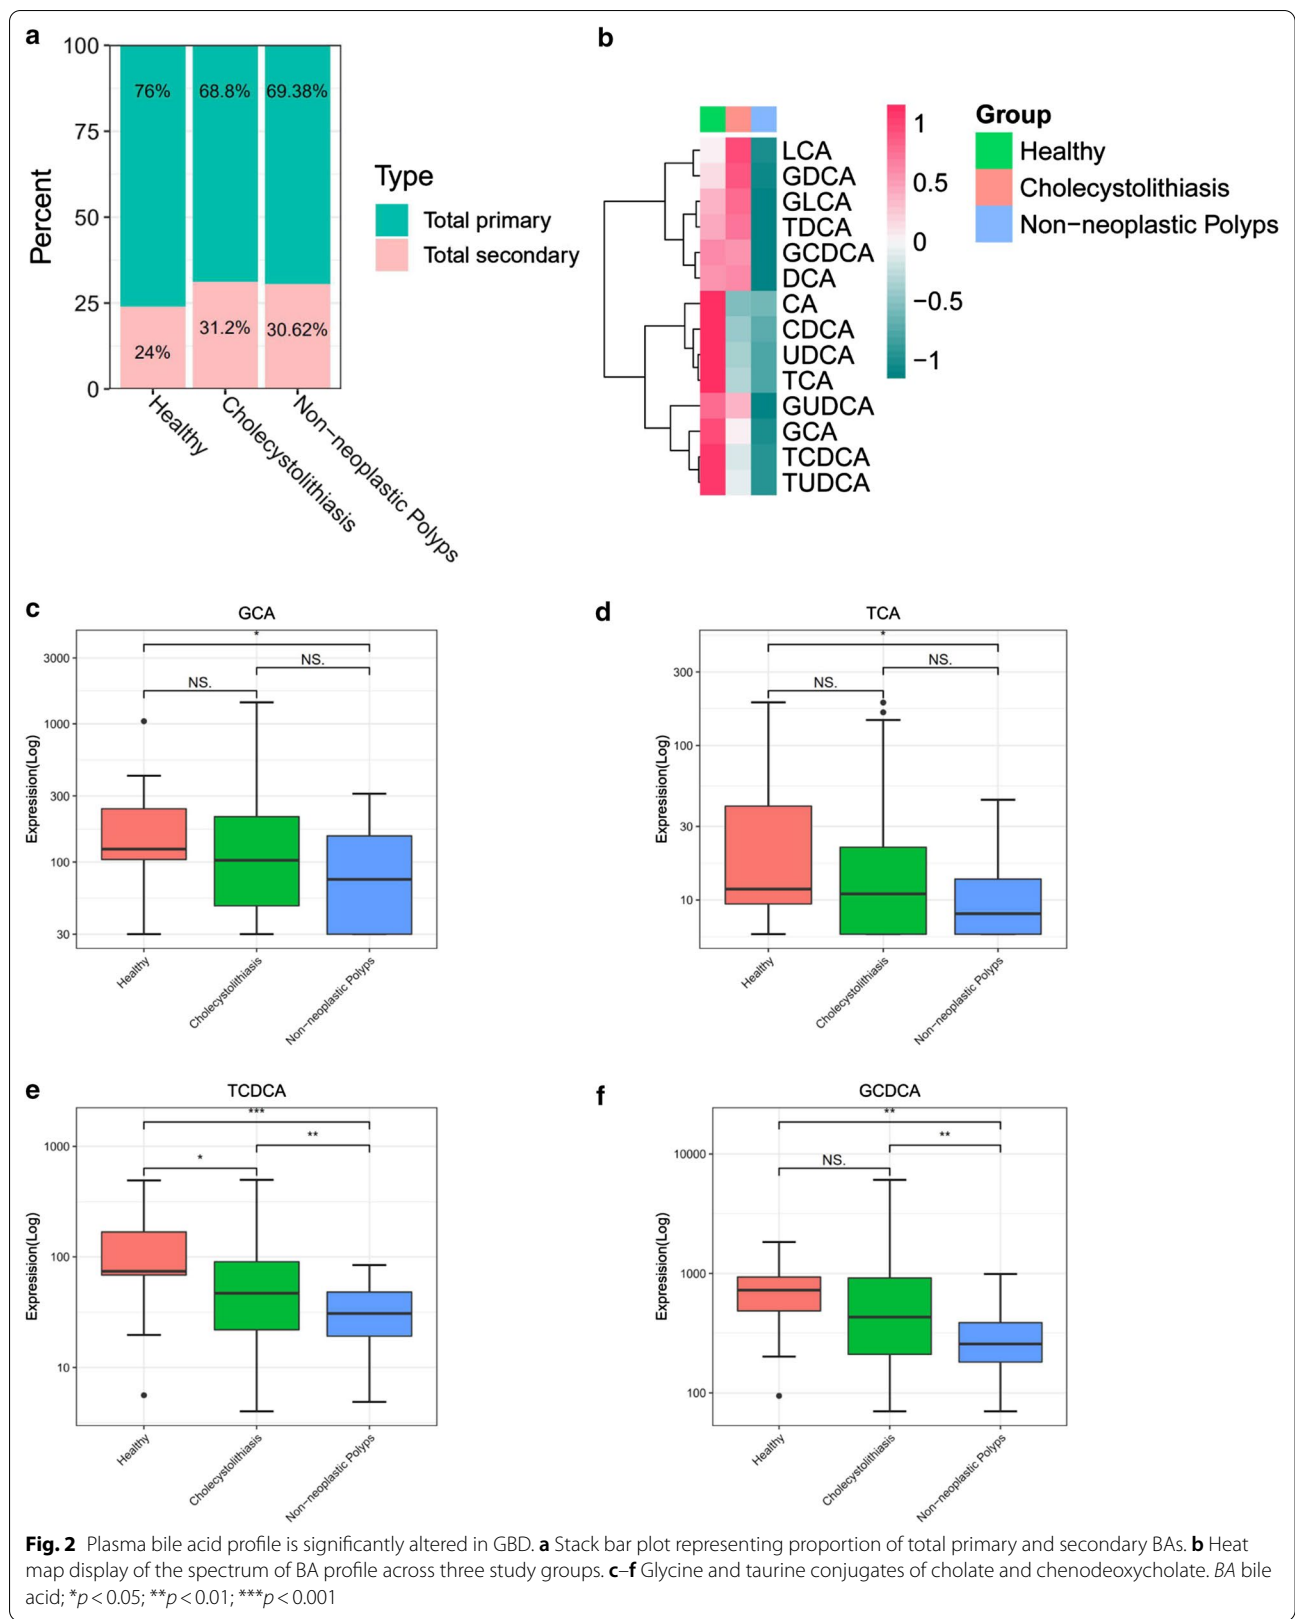 a
100
75
50
25
0
Percent
76%
68.8%
69.38%
24%
31.2%
30.62%
Healthy
Cholecystolithiasis
Non−neoplastic Polyps
Type
Total primary
Total secondary
b
LCA
GDCA
GLCA
TDCA
GCDCA
DCA
CA
CDCA
UDCA
TCA
GUDCA
GCA
TCDCA
TUDCA
1
0.5
0
−0.5
−1
Group
Healthy
Cholecystolithiasis
Non−neoplastic Polyps
c
GCA
*
NS.
NS.
3000
1000
300
100
30
Expresision(Log)
Healthy
Cholecystolithiasis
Non−neoplastic Polyps
d
TCA
*
NS.
NS.
300
100
30
10
Expresision(Log)
Healthy
Cholecystolithiasis
Non−neoplastic Polyps
e
TCDCA
***
**
*
1000
100
10
Expresision(Log)
Healthy
Cholecystolithiasis
Non−neoplastic Polyps
f
GCDCA
**
**
NS.
10000
1000
100
Expresision(Log)
Healthy
Cholecystolithiasis
Non−neoplastic Polyps
Fig. 2 Plasma bile acid profile is significantly altered in GBD. a Stack bar plot representing proportion of total primary and secondary BAs. b Heat
map display of the spectrum of BA profile across three study groups. c–f Glycine and taurine conjugates of cholate and chenodeoxycholate. BA bile
acid; *p < 0.05; **p < 0.01; ***p < 0.001